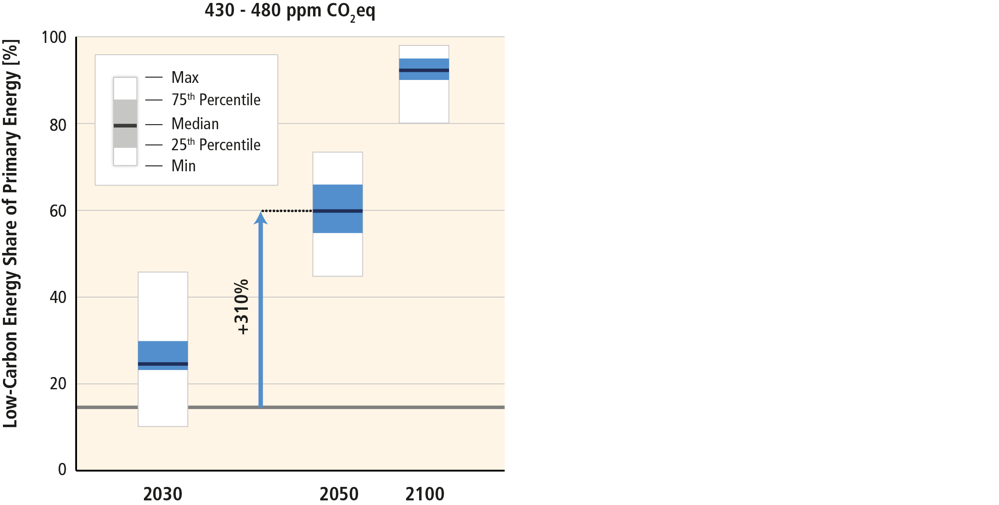 430 - 480 ppm CO₂eq
Low-Carbon Energy Share of Primary Energy [%]
100
80
60
40
20
0
Max
75th Percentile
Median
25th Percentile
Min
+310%
2030 2050 2100